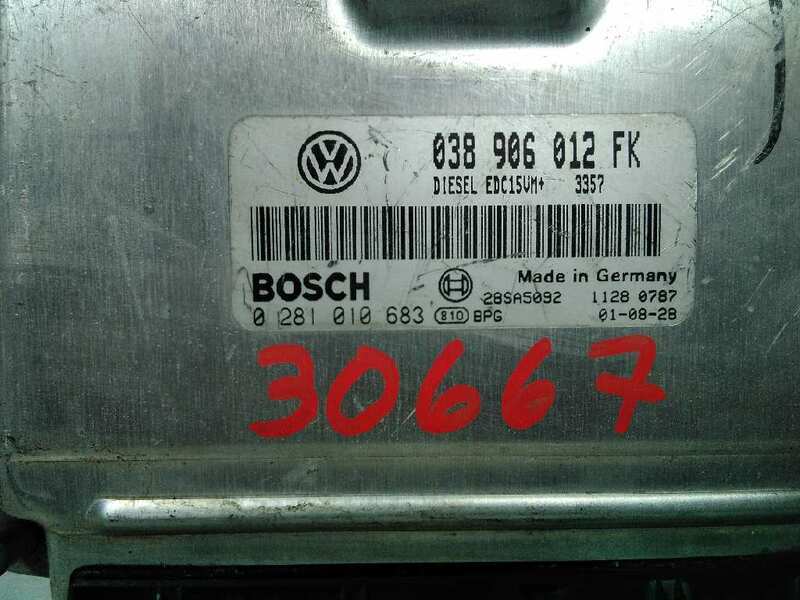 VW
038 906 012 FK
DIESEL EDC15VM+ 3357
BOSCH
Made in Germany
28SA5092 1128 0787
0 281 010 683 810 BPG 01-08-28
30667